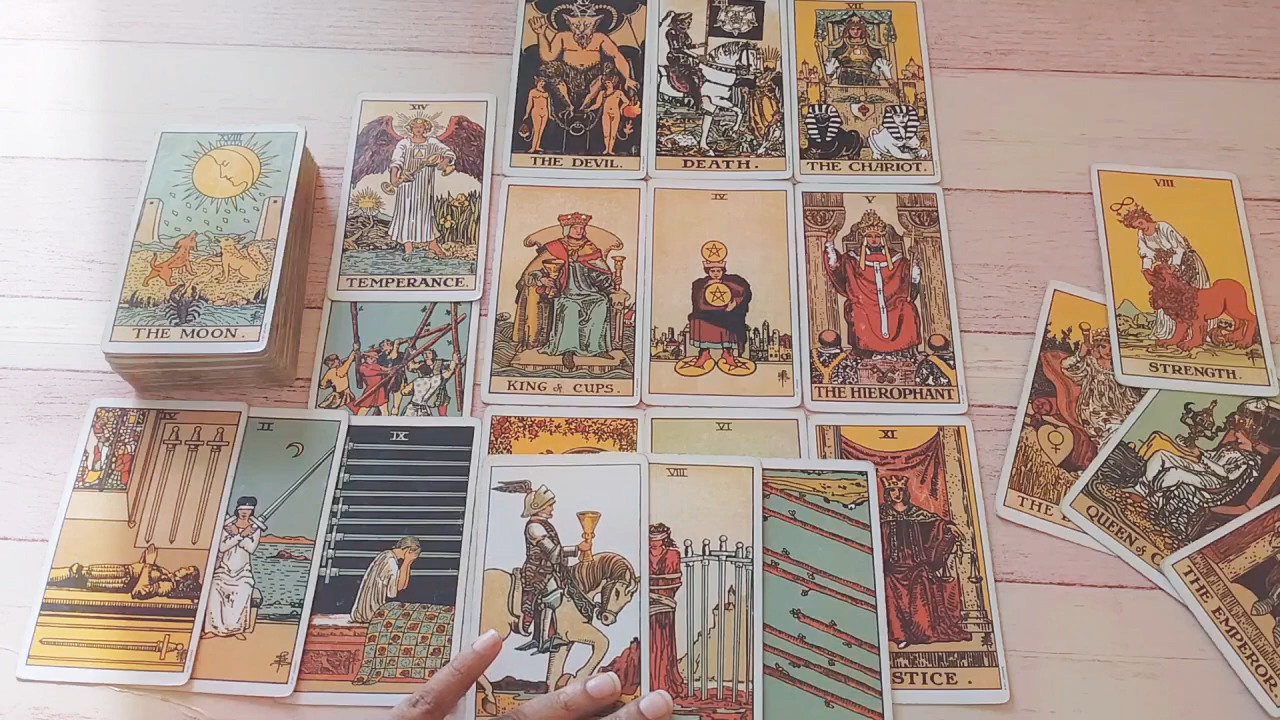 THE DEVIL.
DEATH.
VII
THE CHARIOT.
XIV
TEMPERANCE.
XVIII
THE MOON.
KING of CUPS.
IV
V
THE HIEROPHANT
VIII
STRENGTH.
THE
QUEEN of
THE EMPEROR
IV
II
IX
VI
VIII
XI
STICE.